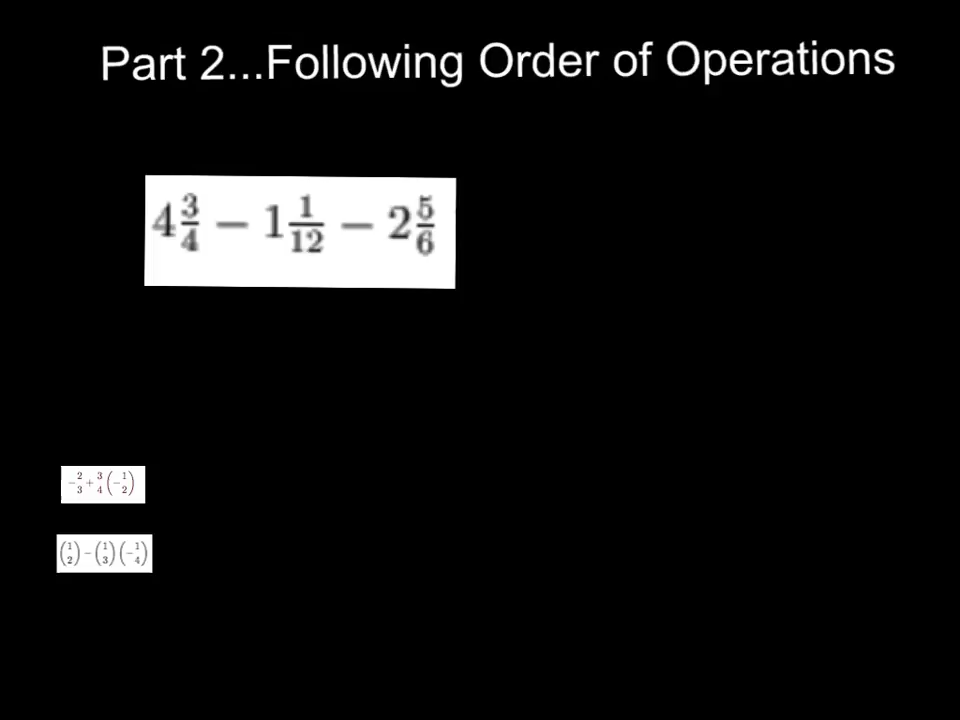 Part 2...Following Order of Operations
4 3/4 − 1 1/12 − 2 5/6
−2/3 + 3/4 (−1/2)
(1/2) − (1/3)(−1/4)